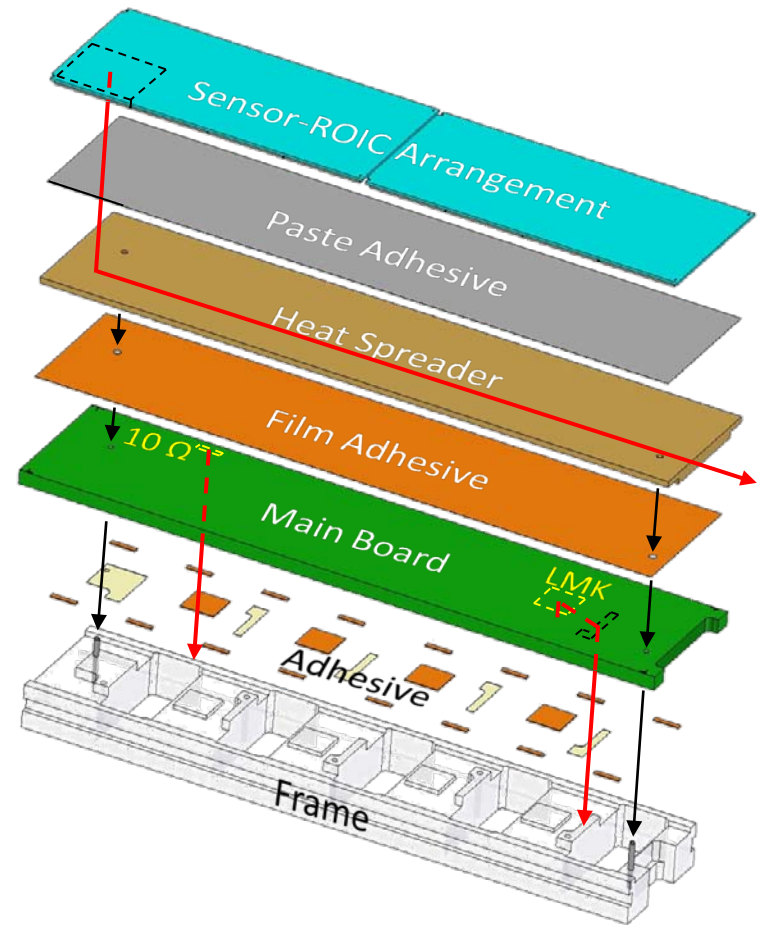 Sensor-ROIC Arrangement
Paste Adhesive
Heat Spreader
Film Adhesive
10 Ω
Main Board
LMK
Adhesive
Frame